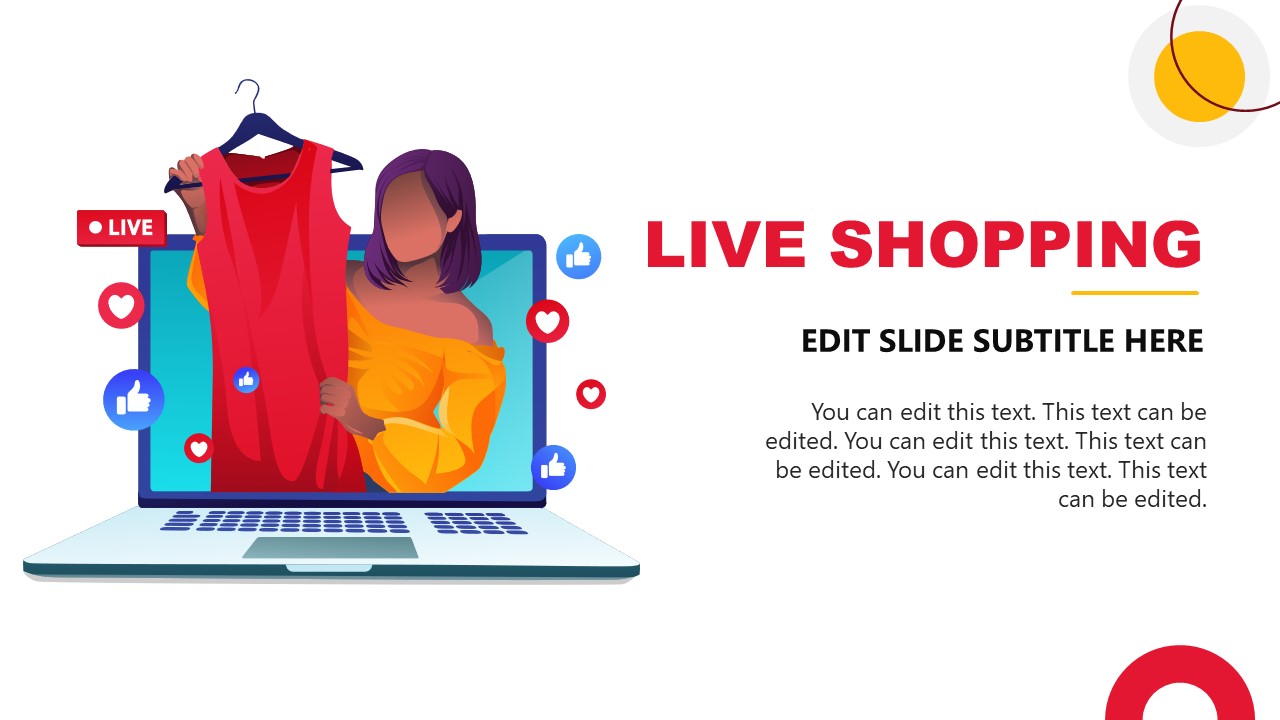 LIVE
LIVE SHOPPING
EDIT SLIDE SUBTITLE HERE
You can edit this text. This text can be
edited. You can edit this text. This text can
be edited. You can edit this text. This text
can be edited.